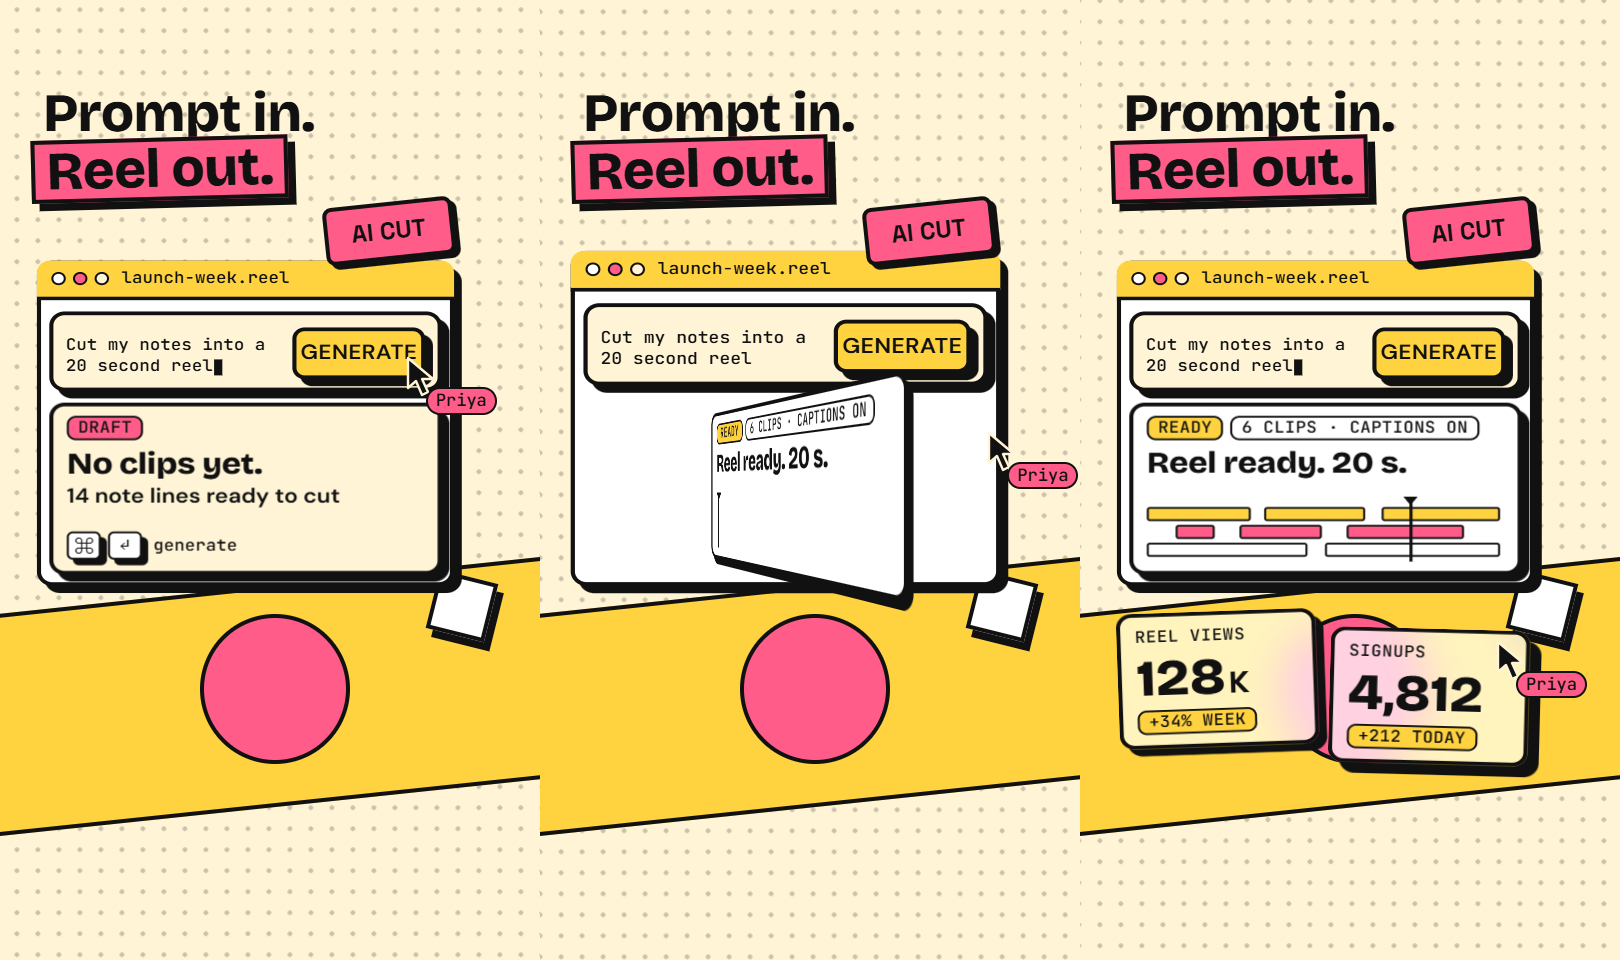 Prompt in.
Reel out.
AI CUT
launch-week.reel
Cut my notes into a
20 second reel
GENERATE
Priya
DRAFT
No clips yet.
14 note lines ready to cut
⌘ ↵ generate
Prompt in.
Reel out.
AI CUT
launch-week.reel
Cut my notes into a
20 second reel
GENERATE
READY 6 CLIPS · CAPTIONS ON
Reel ready. 20 s.
Priya
Prompt in.
Reel out.
AI CUT
launch-week.reel
Cut my notes into a
20 second reel
GENERATE
READY 6 CLIPS · CAPTIONS ON
Reel ready. 20 s.
REEL VIEWS
128K
+34% WEEK
SIGNUPS
4,812
+212 TODAY
Priya